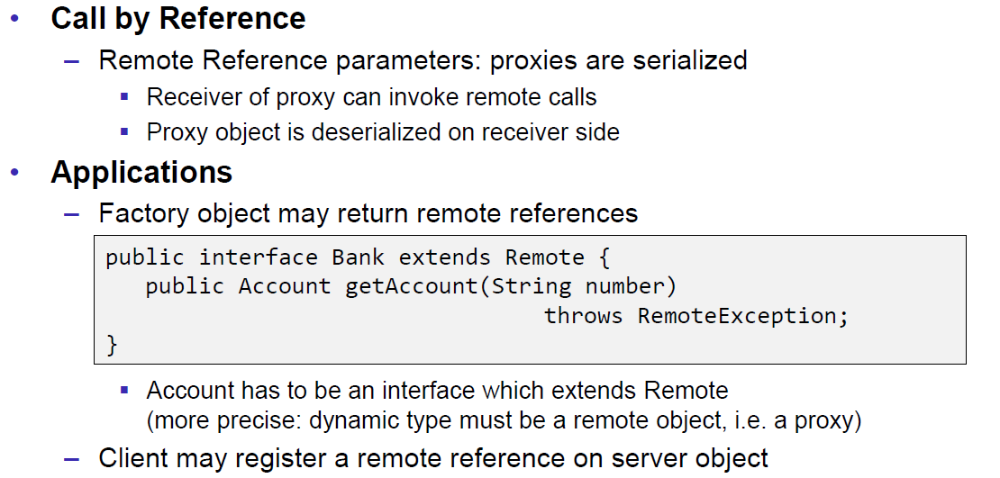 • Call by Reference
– Remote Reference parameters: proxies are serialized
▪ Receiver of proxy can invoke remote calls
▪ Proxy object is deserialized on receiver side
• Applications
– Factory object may return remote references
public interface Bank extends Remote {
   public Account getAccount(String number)
                                 throws RemoteException;
}
▪ Account has to be an interface which extends Remote
(more precise: dynamic type must be a remote object, i.e. a proxy)
– Client may register a remote reference on server object